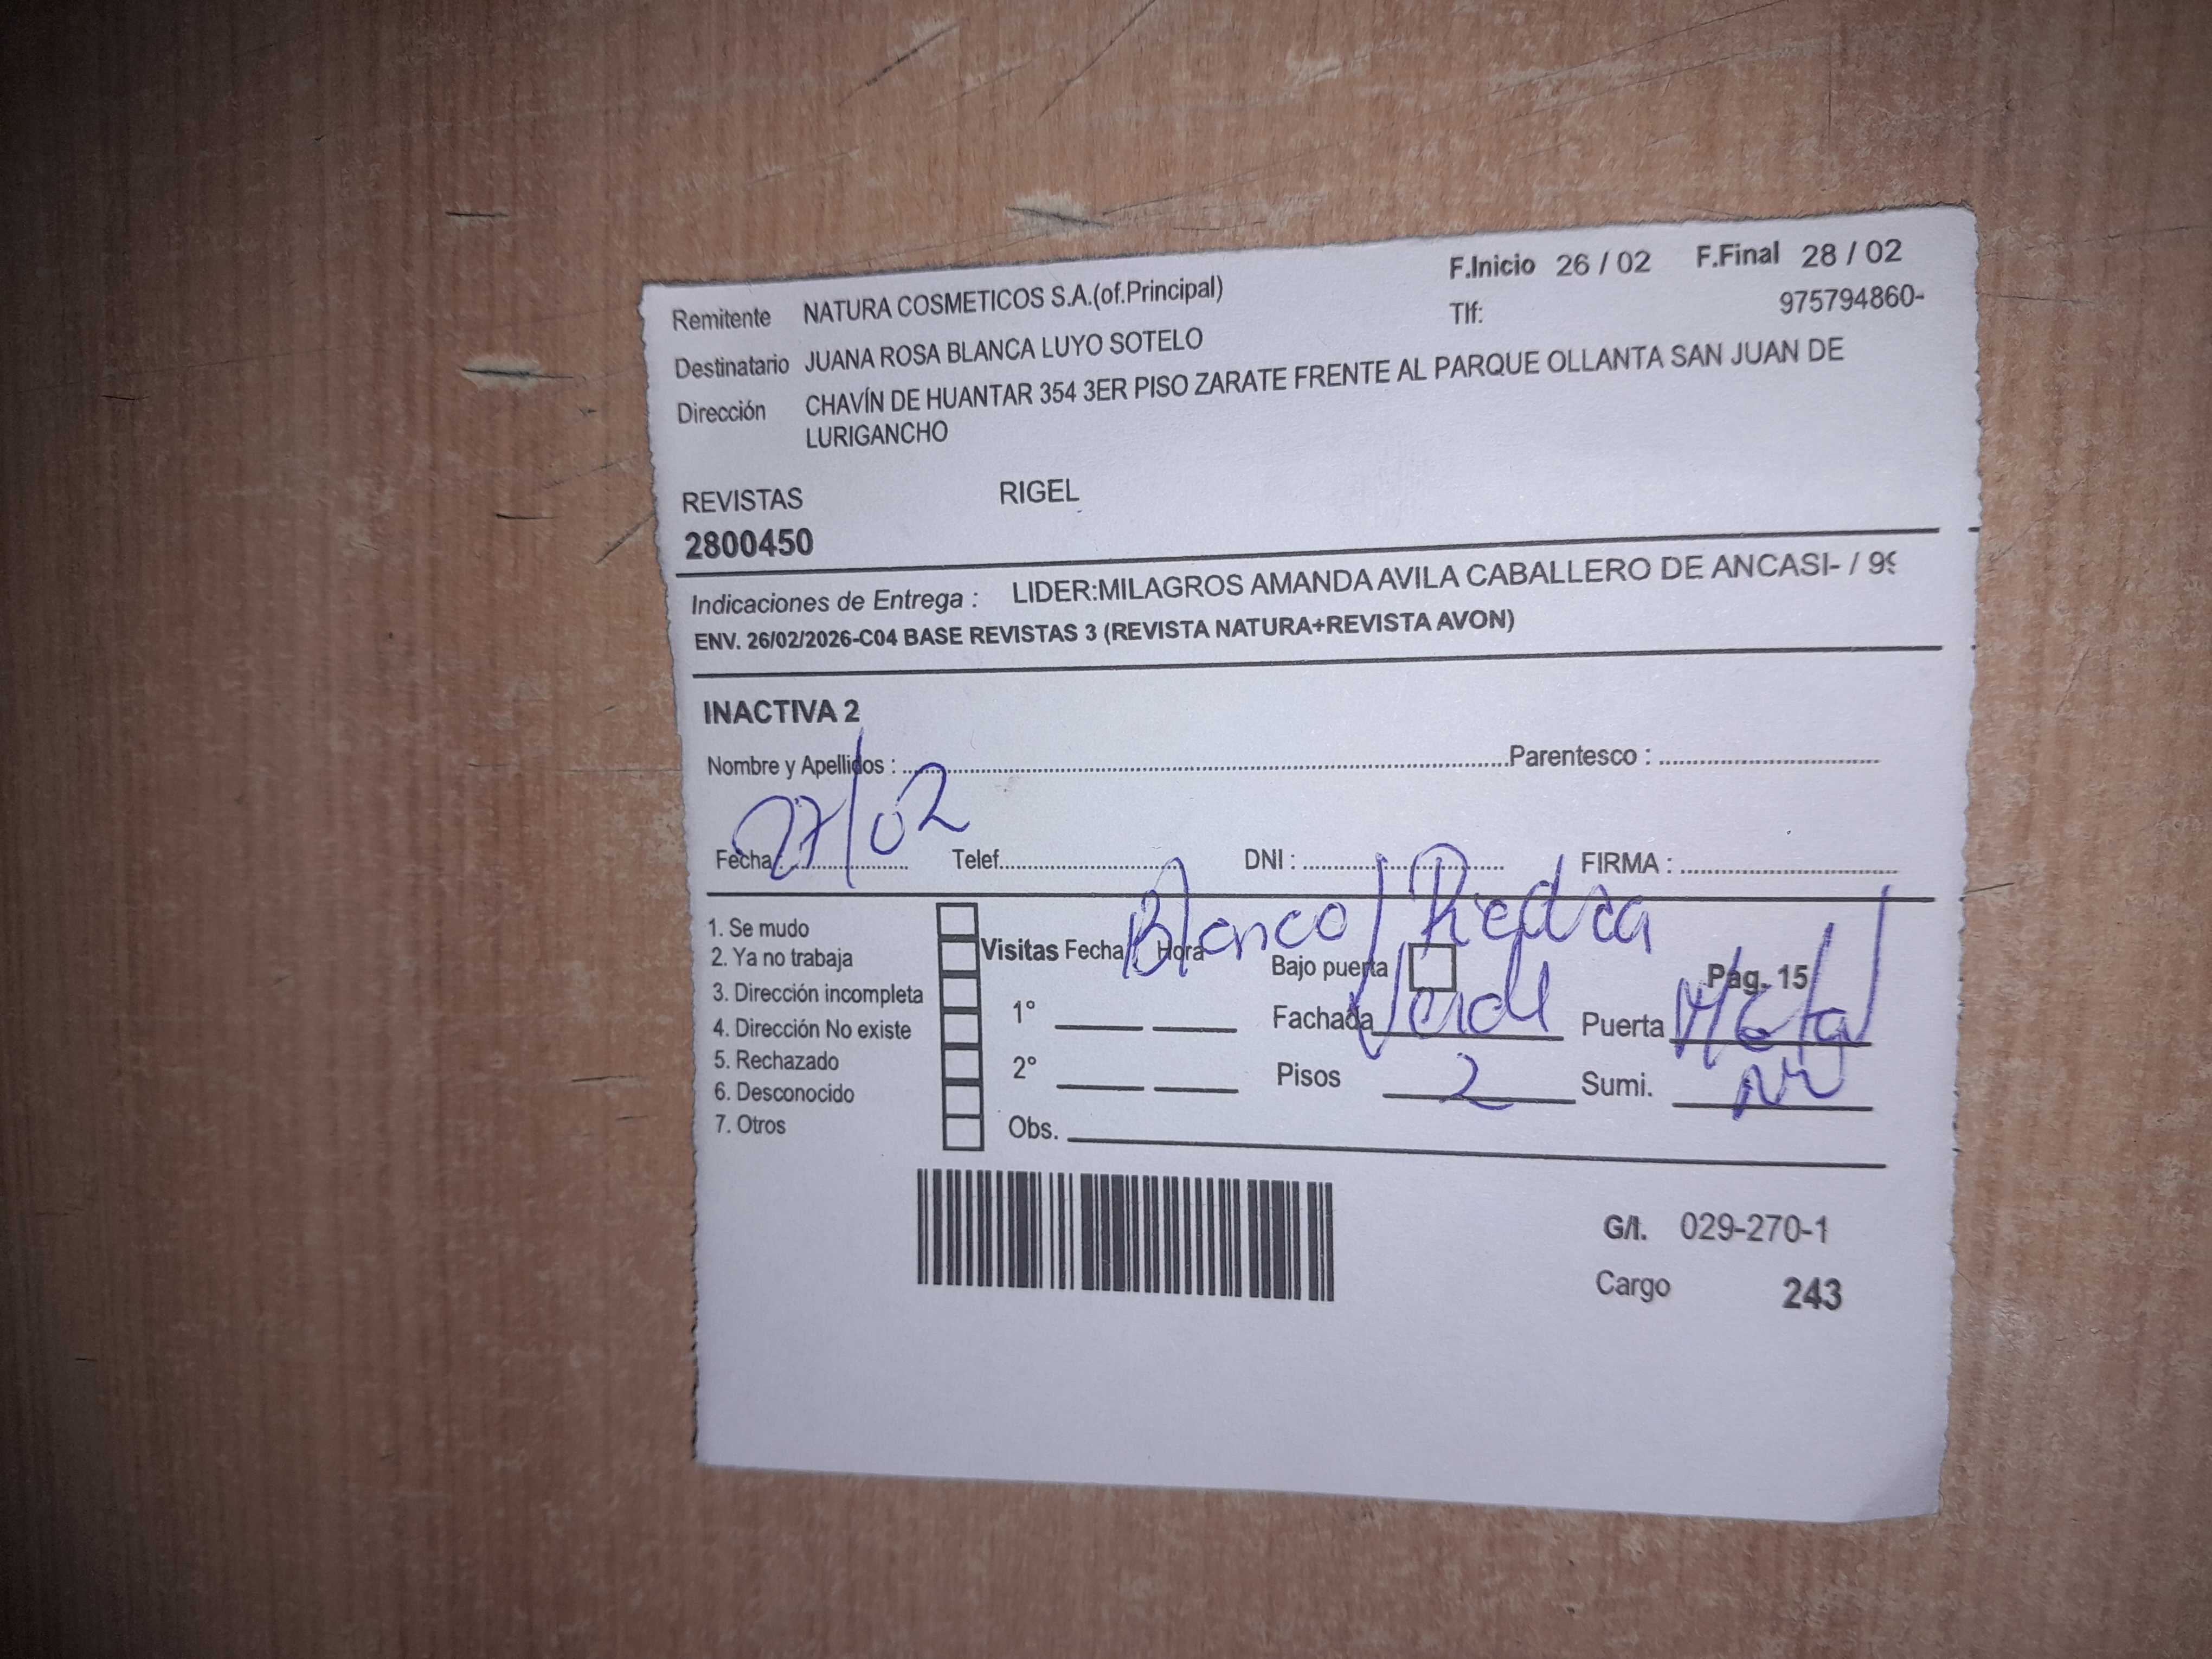 F.Inicio 26 / 02 F.Final 28 / 02
Remitente NATURA COSMETICOS S.A.(of.Principal) Tlf: 975794860-
Destinatario JUANA ROSA BLANCA LUYO SOTELO
Dirección CHAVÍN DE HUANTAR 354 3ER PISO ZARATE FRENTE AL PARQUE OLLANTA SAN JUAN DE
LURIGANCHO
REVISTAS RIGEL
2800450
Indicaciones de Entrega : LIDER:MILAGROS AMANDA AVILA CABALLERO DE ANCASI- / 99
ENV. 26/02/2026-C04 BASE REVISTAS 3 (REVISTA NATURA+REVISTA AVON)
INACTIVA 2
Nombre y Apellidos : Parentesco :
Fecha : 27/02 Telef. DNI : FIRMA :
Blanco/Piedra
1. Se mudo
2. Ya no trabaja
3. Dirección incompleta
4. Dirección No existe
5. Rechazado
6. Desconocido
7. Otros
Visitas Fecha Hora Bajo puerta Pág. 15
1° Fachada Verde Puerta Metal
2° Pisos 2 Sumi.
Obs.
G/I. 029-270-1
Cargo 243